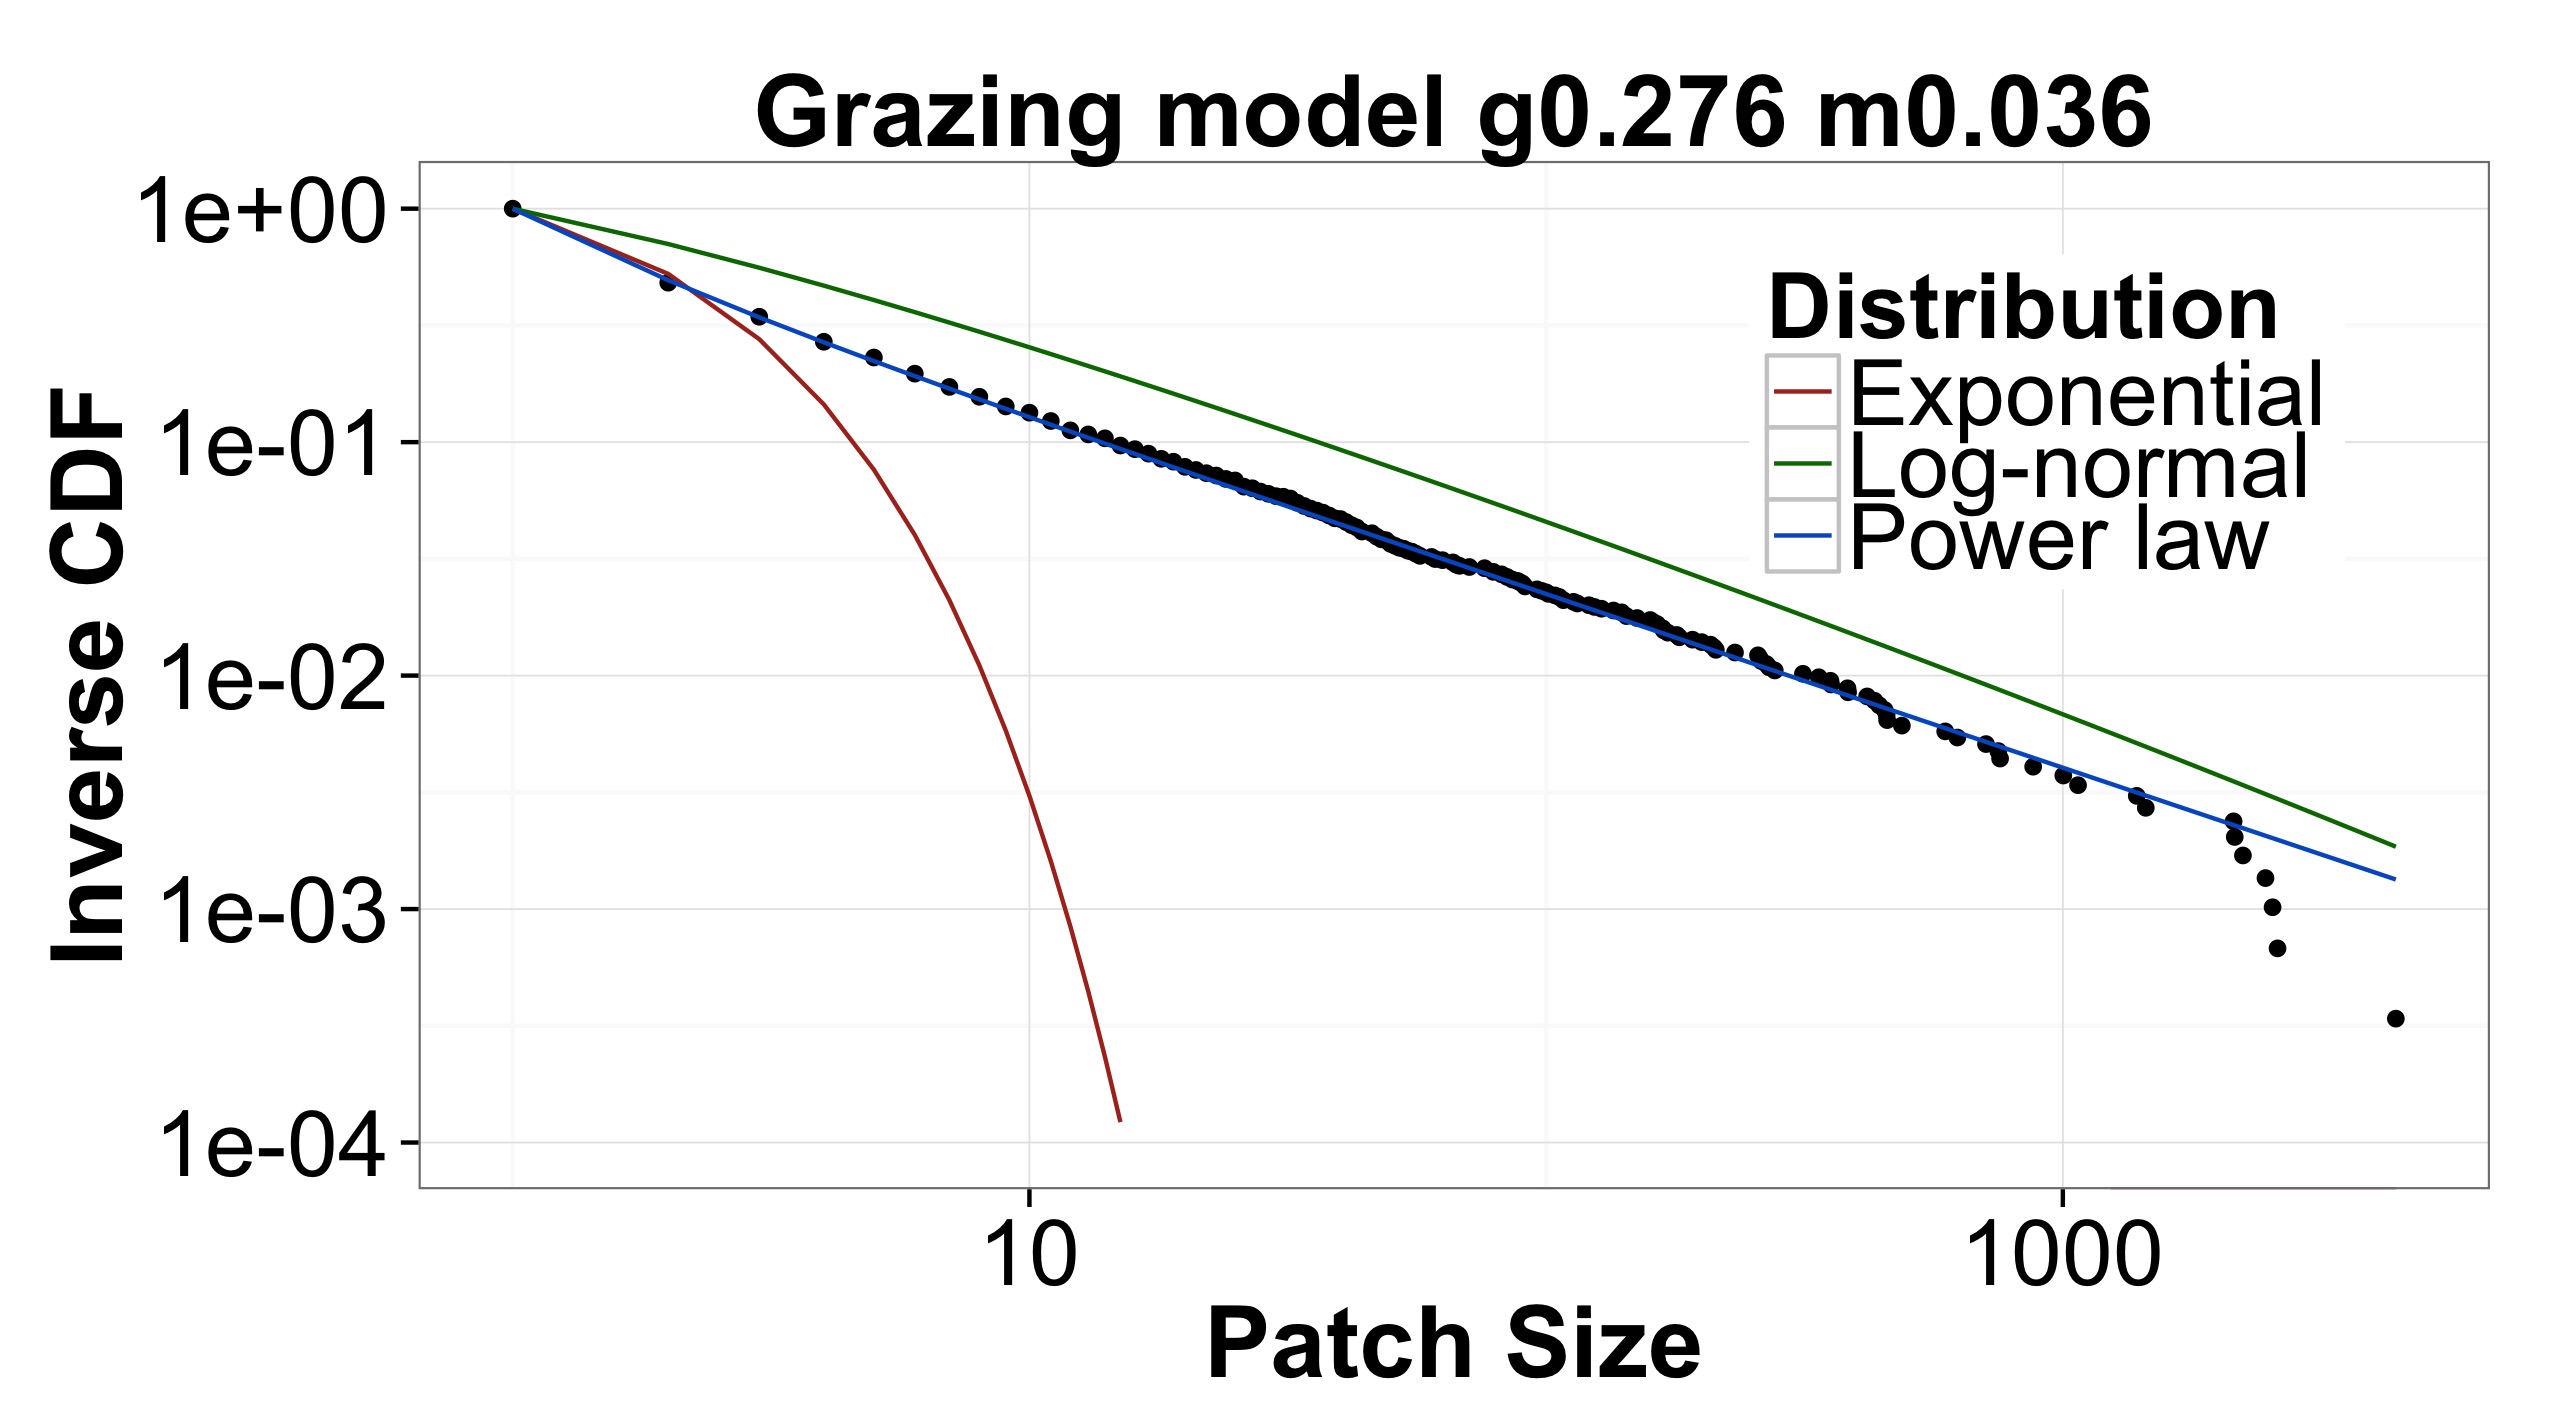 Grazing model g0.276 m0.036
Inverse CDF
1e+00
1e-01
1e-02
1e-03
1e-04
Distribution
Exponential
Log-normal
Power law
10
1000
Patch Size